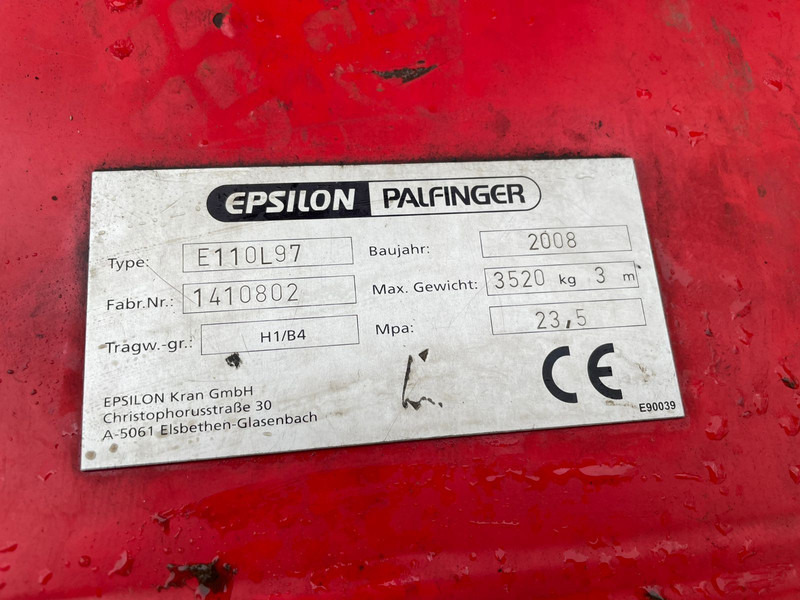 EPSILON PALFINGER
Type: E110L97 Baujahr: 2008
Fabr.Nr.: 1410802 Max. Gewicht: 3520 kg 3 m
Tragw.-gr.: H1/B4 Mpa: 23,5
EPSILON Kran GmbH
Christophorusstraße 30
A-5061 Elsbethen-Glasenbach
CE
E90039